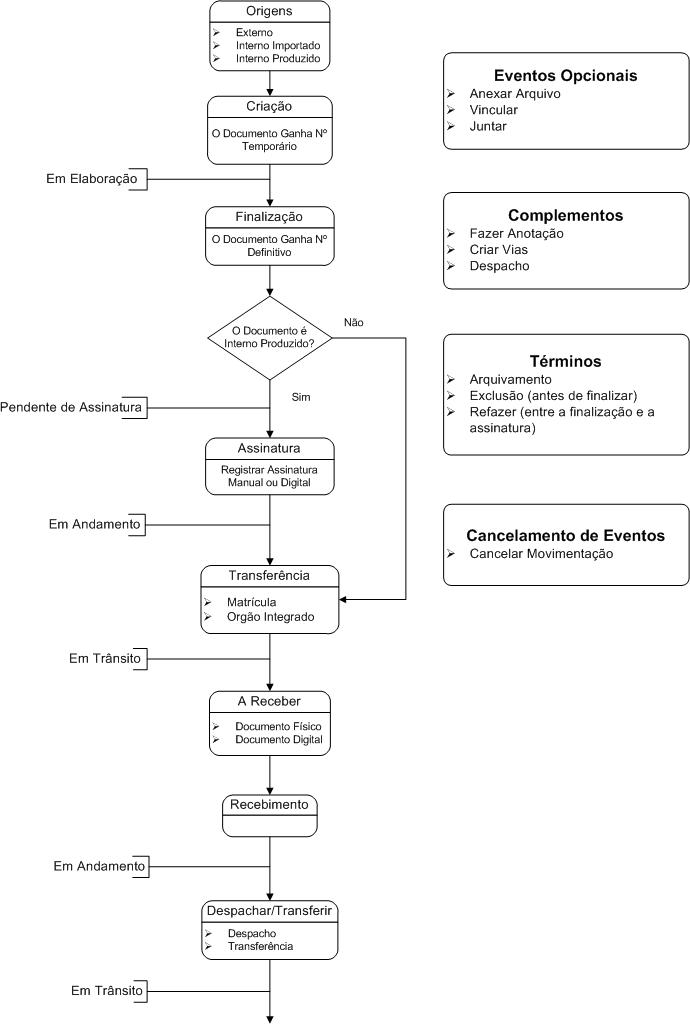 Origens
Externo
Interno Importado
Interno Produzido
Criação
O Documento Ganha Nº
Temporário
Em Elaboração
Finalização
O Documento Ganha Nº
Definitivo
O Documento é
Interno Produzido?
Não
Sim
Pendente de Assinatura
Assinatura
Registrar Assinatura
Manual ou Digital
Em Andamento
Transferência
Matrícula
Orgão Integrado
Em Trânsito
A Receber
Documento Físico
Documento Digital
Recebimento
Em Andamento
Despachar/Transferir
Despacho
Transferência
Em Trânsito
Eventos Opcionais
Anexar Arquivo
Vincular
Juntar
Complementos
Fazer Anotação
Criar Vias
Despacho
Términos
Arquivamento
Exclusão (antes de finalizar)
Refazer (entre a finalização e a
assinatura)
Cancelamento de Eventos
Cancelar Movimentação